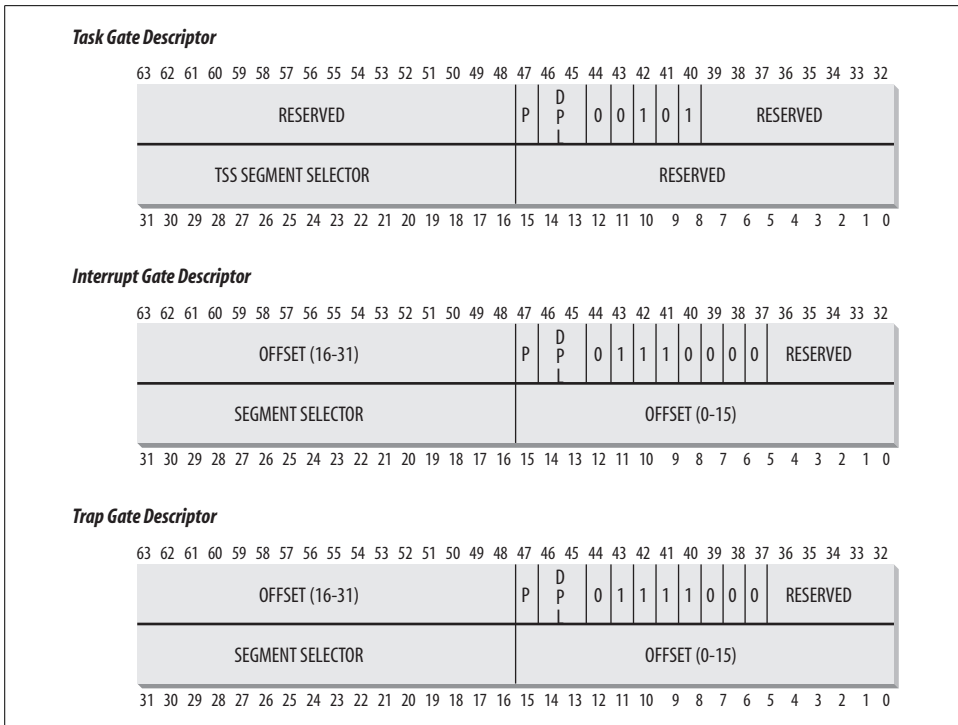 Task Gate Descriptor
63 62 61 60 59 58 57 56 55 54 53 52 51 50 49 48 47 46 45 44 43 42 41 40 39 38 37 36 35 34 33 32
RESERVED P DPL 0 0 1 0 1 RESERVED
TSS SEGMENT SELECTOR RESERVED
31 30 29 28 27 26 25 24 23 22 21 20 19 18 17 16 15 14 13 12 11 10 9 8 7 6 5 4 3 2 1 0
Interrupt Gate Descriptor
63 62 61 60 59 58 57 56 55 54 53 52 51 50 49 48 47 46 45 44 43 42 41 40 39 38 37 36 35 34 33 32
OFFSET (16-31) P DPL 0 1 1 1 0 0 0 0 RESERVED
SEGMENT SELECTOR OFFSET (0-15)
31 30 29 28 27 26 25 24 23 22 21 20 19 18 17 16 15 14 13 12 11 10 9 8 7 6 5 4 3 2 1 0
Trap Gate Descriptor
63 62 61 60 59 58 57 56 55 54 53 52 51 50 49 48 47 46 45 44 43 42 41 40 39 38 37 36 35 34 33 32
OFFSET (16-31) P DPL 0 1 1 1 1 0 0 0 RESERVED
SEGMENT SELECTOR OFFSET (0-15)
31 30 29 28 27 26 25 24 23 22 21 20 19 18 17 16 15 14 13 12 11 10 9 8 7 6 5 4 3 2 1 0